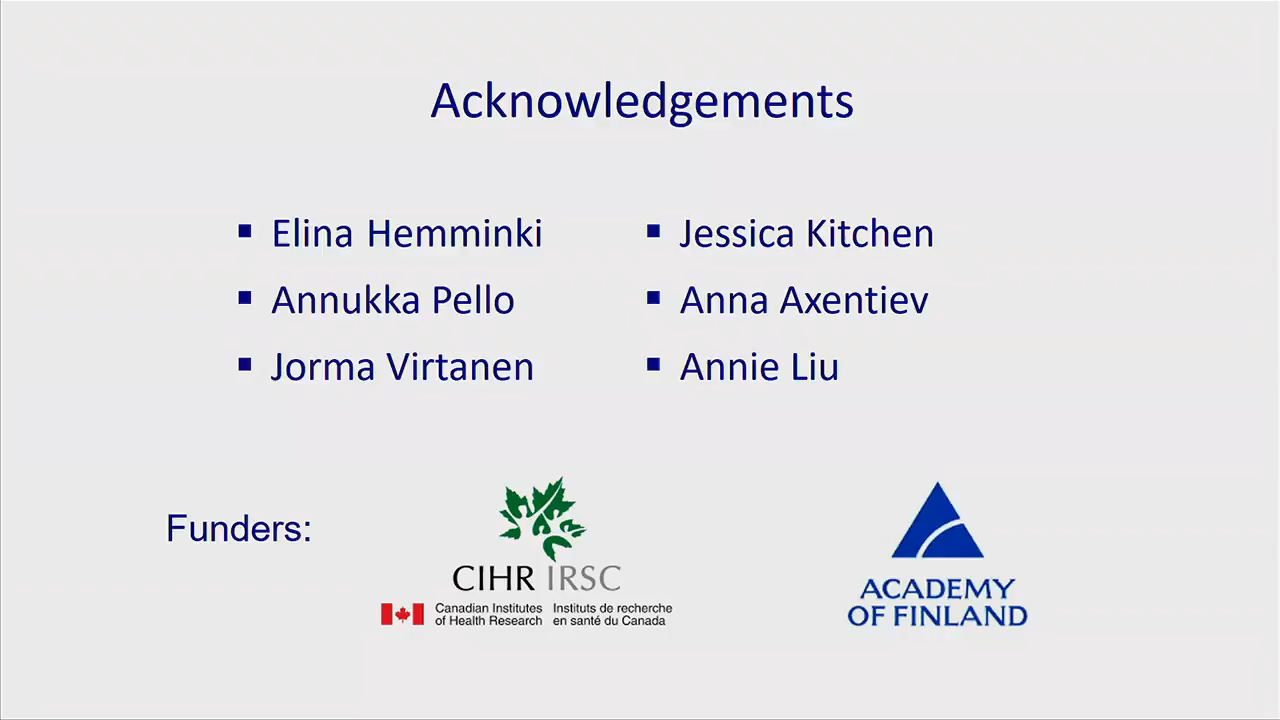 Acknowledgements
▪ Elina Hemminki
▪ Annukka Pello
▪ Jorma Virtanen
▪ Jessica Kitchen
▪ Anna Axentiev
▪ Annie Liu
Funders:
CIHR IRSC
Canadian Institutes
of Health Research
Instituts de recherche
en santé du Canada
ACADEMY
OF FINLAND